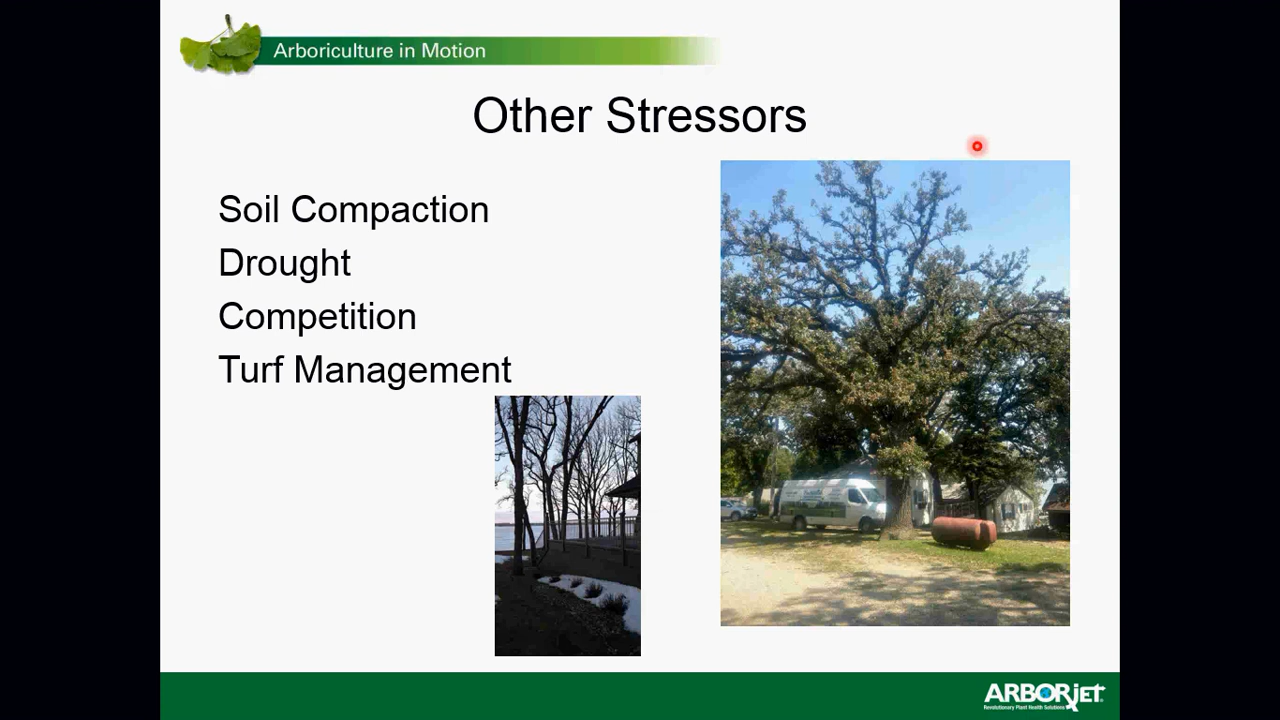 Arboriculture in Motion
Other Stressors
Soil Compaction
Drought
Competition
Turf Management
ARBORjet
Revolutionary Plant Health Solutions